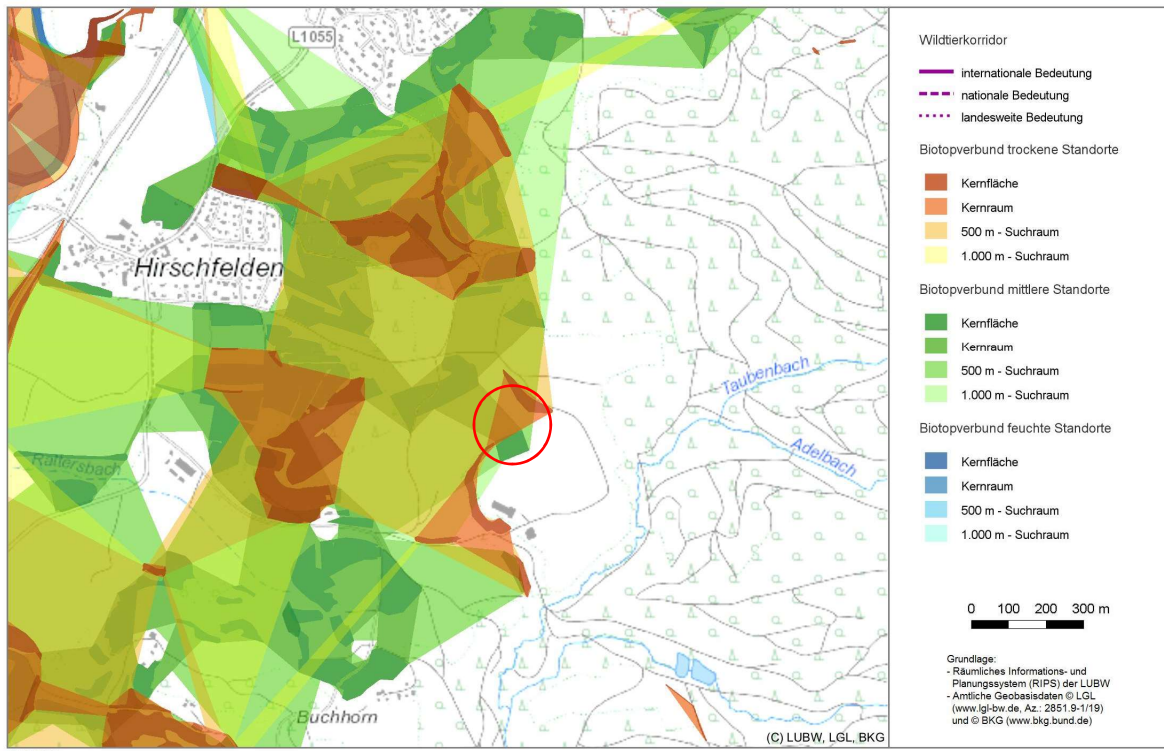 L1055
Hirschfelden
Taubenbach
Adelbach
Rattersbach
Buchhorn
(C) LUBW, LGL, BKG
Wildtierkorridor
internationale Bedeutung
nationale Bedeutung
landesweite Bedeutung
Biotopverbund trockene Standorte
Kernfläche
Kernraum
500 m - Suchraum
1.000 m - Suchraum
Biotopverbund mittlere Standorte
Kernfläche
Kernraum
500 m - Suchraum
1.000 m - Suchraum
Biotopverbund feuchte Standorte
Kernfläche
Kernraum
500 m - Suchraum
1.000 m - Suchraum
0 100 200 300 m
Grundlage:
- Räumliches Informations- und
Planungssystem (RIPS) der LUBW
- Amtliche Geobasisdaten © LGL
(www.lgl-bw.de, Az.: 2851.9-1/19)
und © BKG (www.bkg.bund.de)